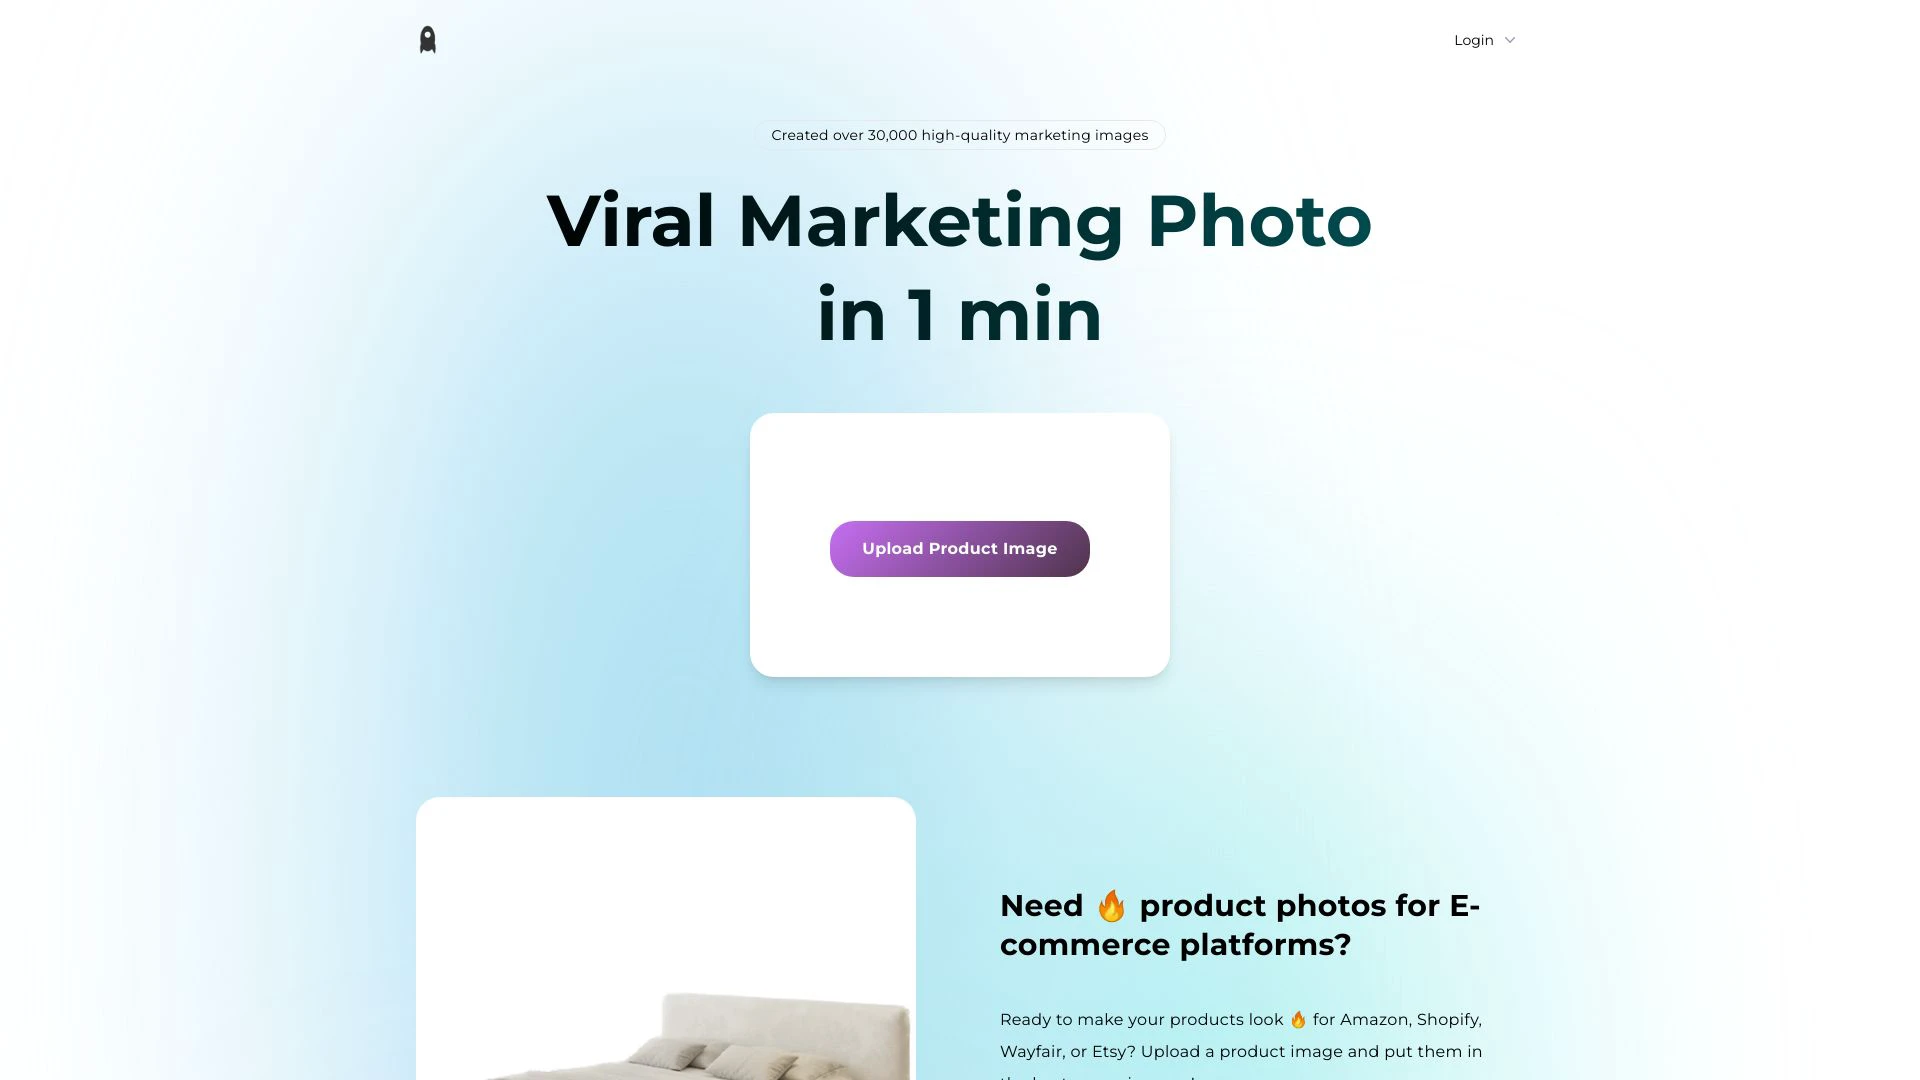 Login
Created over 30,000 high-quality marketing images
Viral Marketing Photo
in 1 min
Upload Product Image
Need 🔥 product photos for E-
commerce platforms?
Ready to make your products look 🔥 for Amazon, Shopify,
Wayfair, or Etsy? Upload a product image and put them in